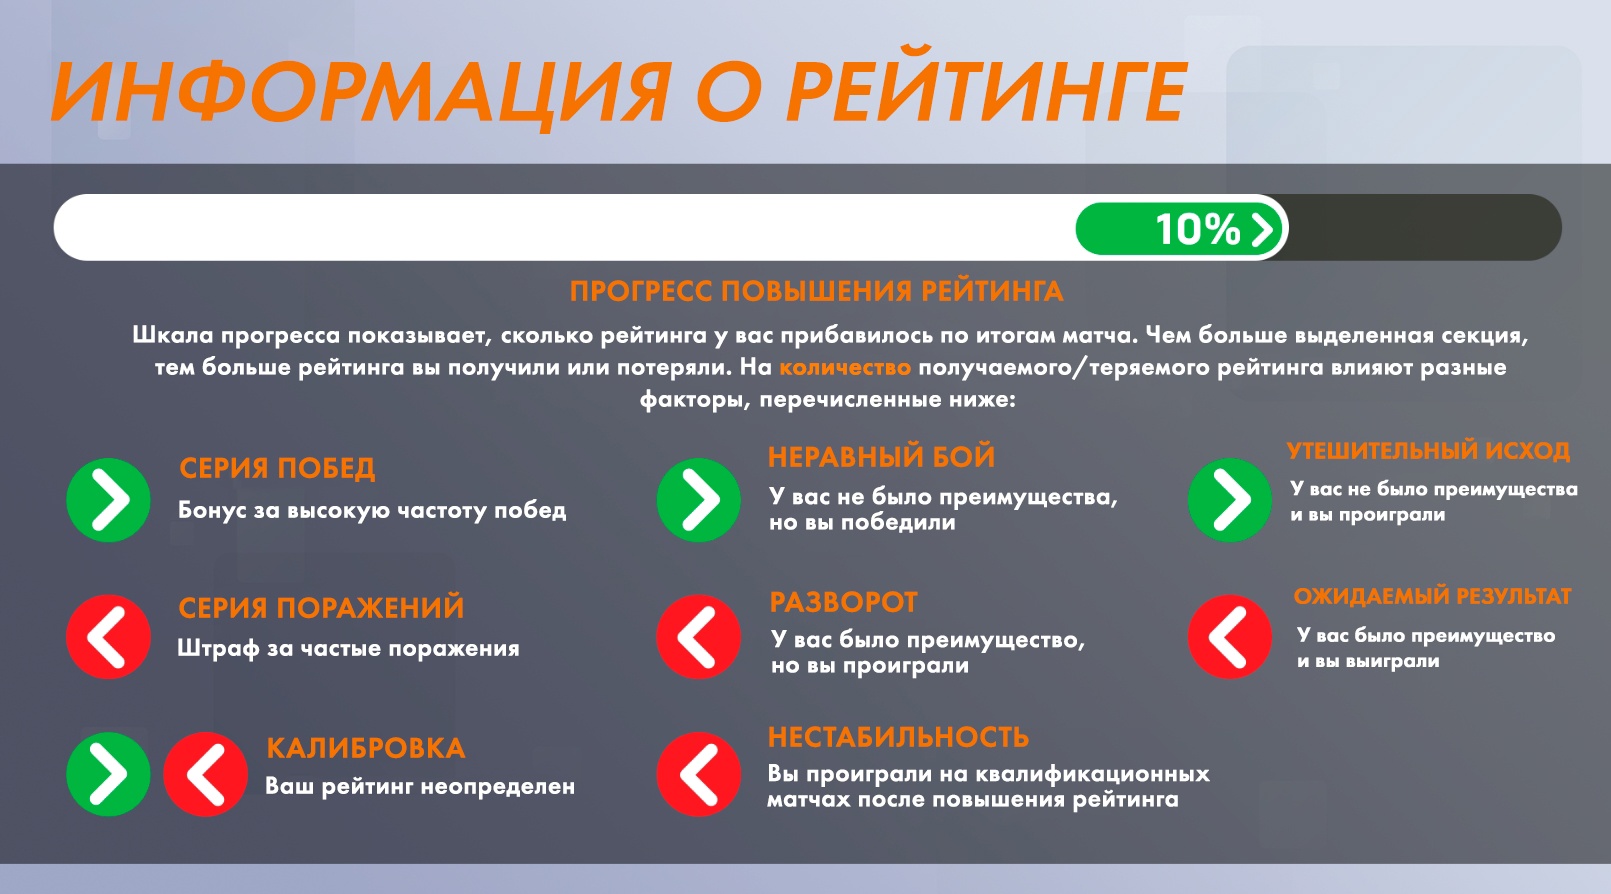 ИНФОРМАЦИЯ О РЕЙТИНГЕ
10%
ПРОГРЕСС ПОВЫШЕНИЯ РЕЙТИНГА
Шкала прогресса показывает, сколько рейтинга у вас прибавилось по итогам матча. Чем больше выделенная секция,
тем больше рейтинга вы получили или потеряли. На количество получаемого/теряемого рейтинга влияют разные
факторы, перечисленные ниже:
СЕРИЯ ПОБЕД
Бонус за высокую частоту побед
НЕРАВНЫЙ БОЙ
У вас не было преимущества,
но вы победили
УТЕШИТЕЛЬНЫЙ ИСХОД
У вас не было преимущества
и вы проиграли
СЕРИЯ ПОРАЖЕНИЙ
Штраф за частые поражения
РАЗВОРОТ
У вас было преимущество,
но вы проиграли
ОЖИДАЕМЫЙ РЕЗУЛЬТАТ
У вас было преимущество
и вы выиграли
КАЛИБРОВКА
Ваш рейтинг неопределен
НЕСТАБИЛЬНОСТЬ
Вы проиграли на квалификационных
матчах после повышения рейтинга